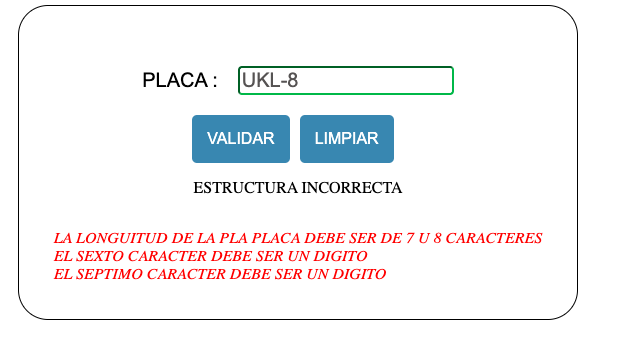 PLACA : UKL-8
VALIDAR LIMPIAR
ESTRUCTURA INCORRECTA
LA LONGUITUD DE LA PLA PLACA DEBE SER DE 7 U 8 CARACTERES
EL SEXTO CARACTER DEBE SER UN DIGITO
EL SEPTIMO CARACTER DEBE SER UN DIGITO